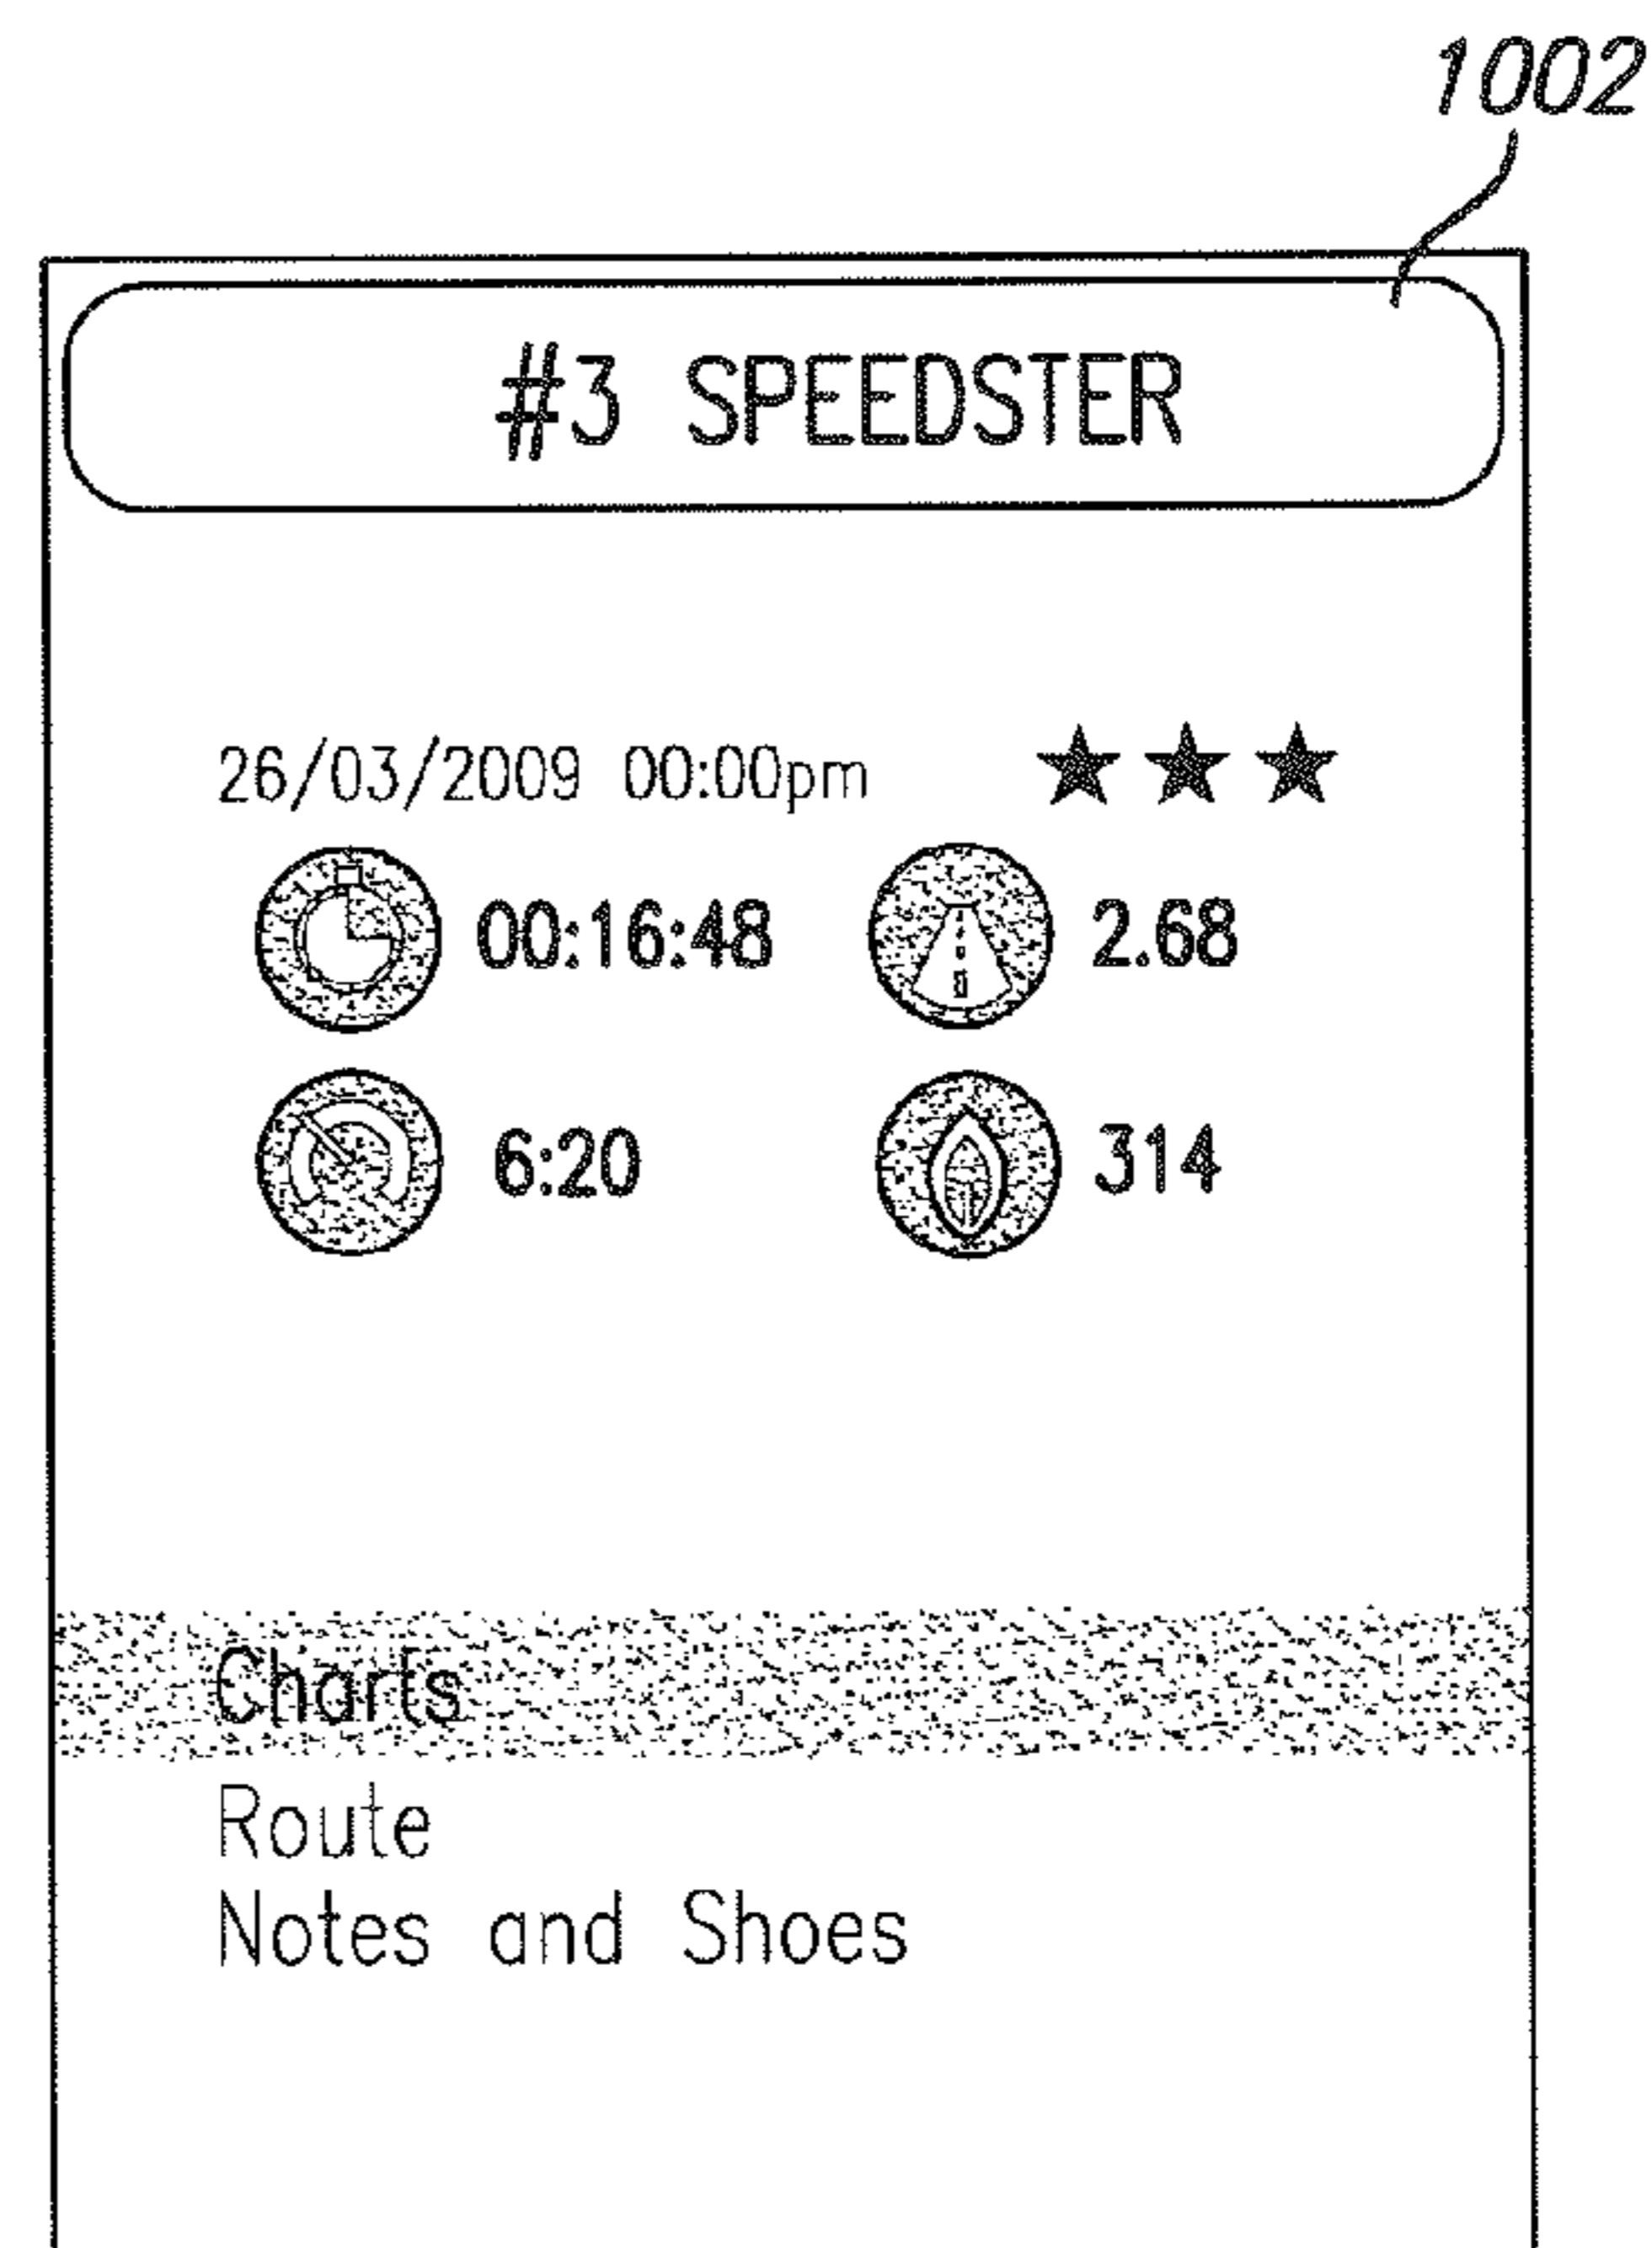 1002
#3 SPEEDSTER
26/03/2009 00:00pm
00:16:48 2.68
6:20 314
Charts
Route
Notes and Shoes